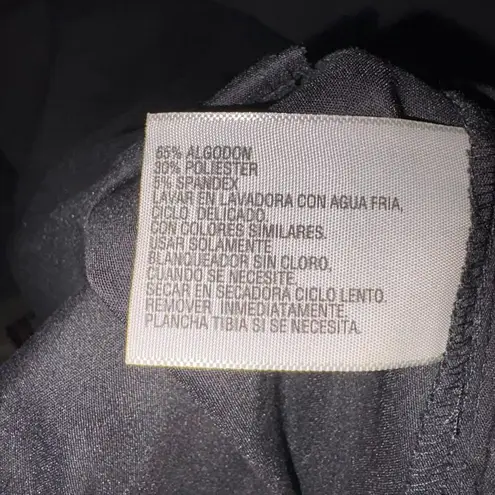 65% ALGODON
30% POLIESTER
5% SPANDEX
LAVAR EN LAVADORA CON AGUA FRIA,
CICLO DELICADO,
CON COLORES SIMILARES.
USAR SOLAMENTE
BLANQUEADOR SIN CLORO,
CUANDO SE NECESITE.
SECAR EN SECADORA CICLO LENTO.
REMOVER INMEDIATAMENTE.
PLANCHA TIBIA SI SE NECESITA.